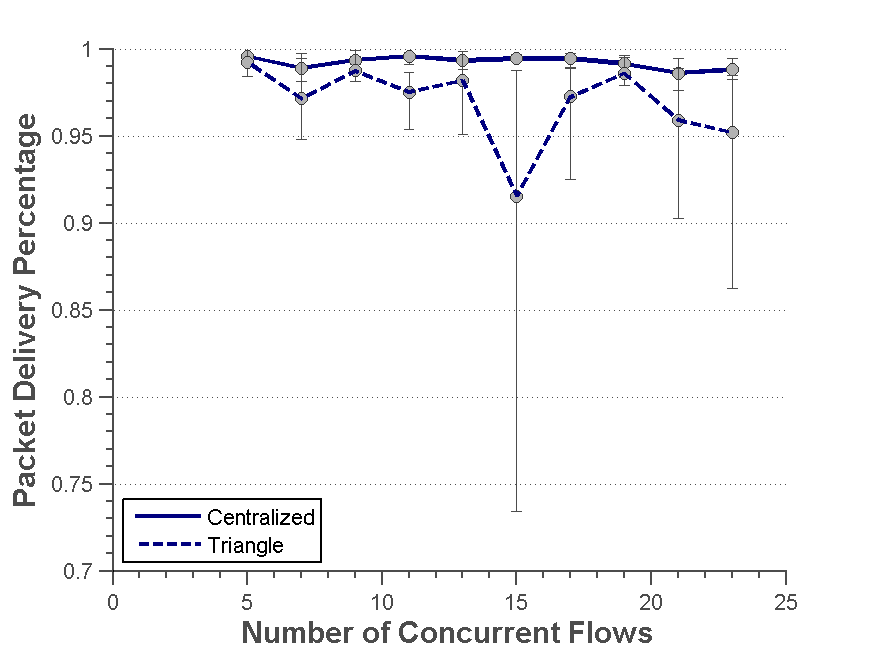 Packet Delivery Percentage
1
0.95
0.9
0.85
0.8
0.75
0.7
Centralized
Triangle
0 5 10 15 20 25
Number of Concurrent Flows